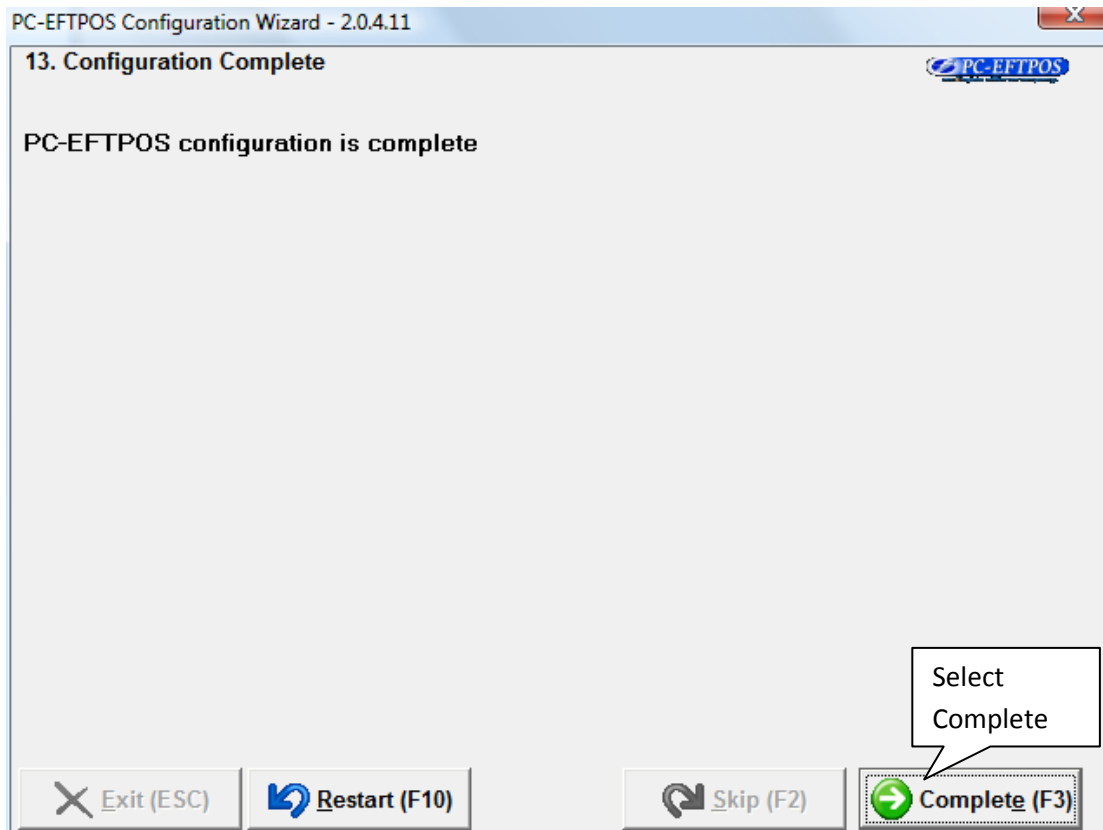 PC-EFTPOS Configuration Wizard - 2.0.4.11
13. Configuration Complete
PC-EFTPOS
PC-EFTPOS configuration is complete
Select
Complete
Exit (ESC)
Restart (F10)
Skip (F2)
Complete (F3)